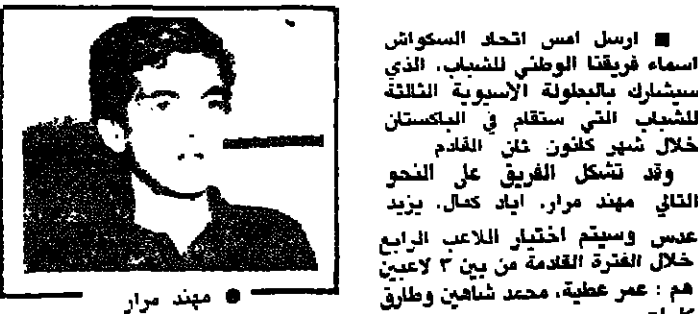 ■ ارسل امس اتحاد السكواش
اسماء فريقنا الوطني للشباب، الذي
سيشارك بالبطولة الآسيوية الثالثة
للشباب التي ستقام في الباكستان
خلال شهر كانون ثان القادم
وقد تشكل الفريق على النحو
التالي مهند مرار، اياد كمال، يزيد
عدس وسيتم اختيار اللاعب الرابع
خلال الفترة القادمة من بين ٣ لاعبين
هم : عمر عطية، محمد شاهين وطارق
● مهند مرار